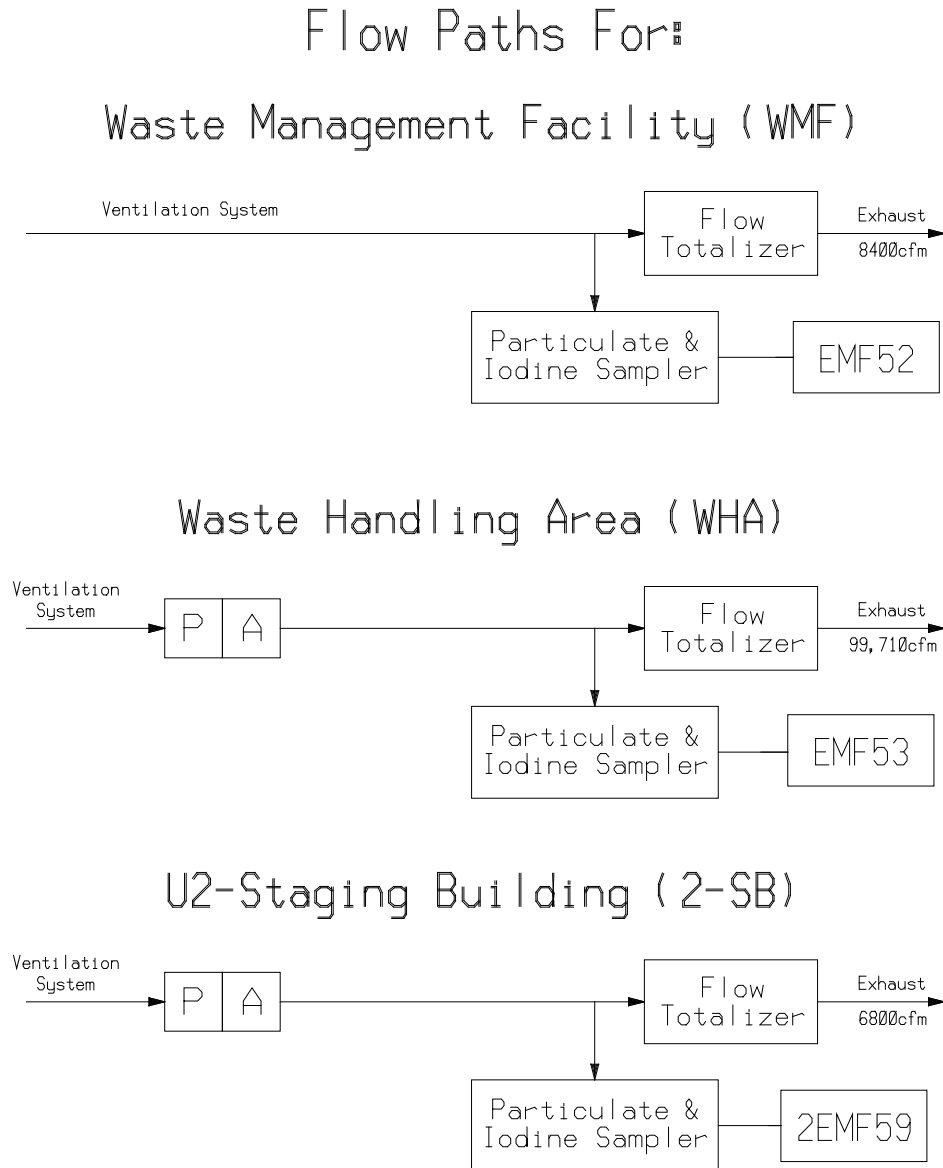 Flow Paths For:
Waste Management Facility (WMF)
Ventilation System
Flow
Totalizer
Exhaust
8400cfm
Particulate &
Iodine Sampler
EMF52
Waste Handling Area (WHA)
Ventilation
System
P A
Flow
Totalizer
Exhaust
99,710cfm
Particulate &
Iodine Sampler
EMF53
U2-Staging Building (2-SB)
Ventilation
System
P A
Flow
Totalizer
Exhaust
6800cfm
Particulate &
Iodine Sampler
2EMF59